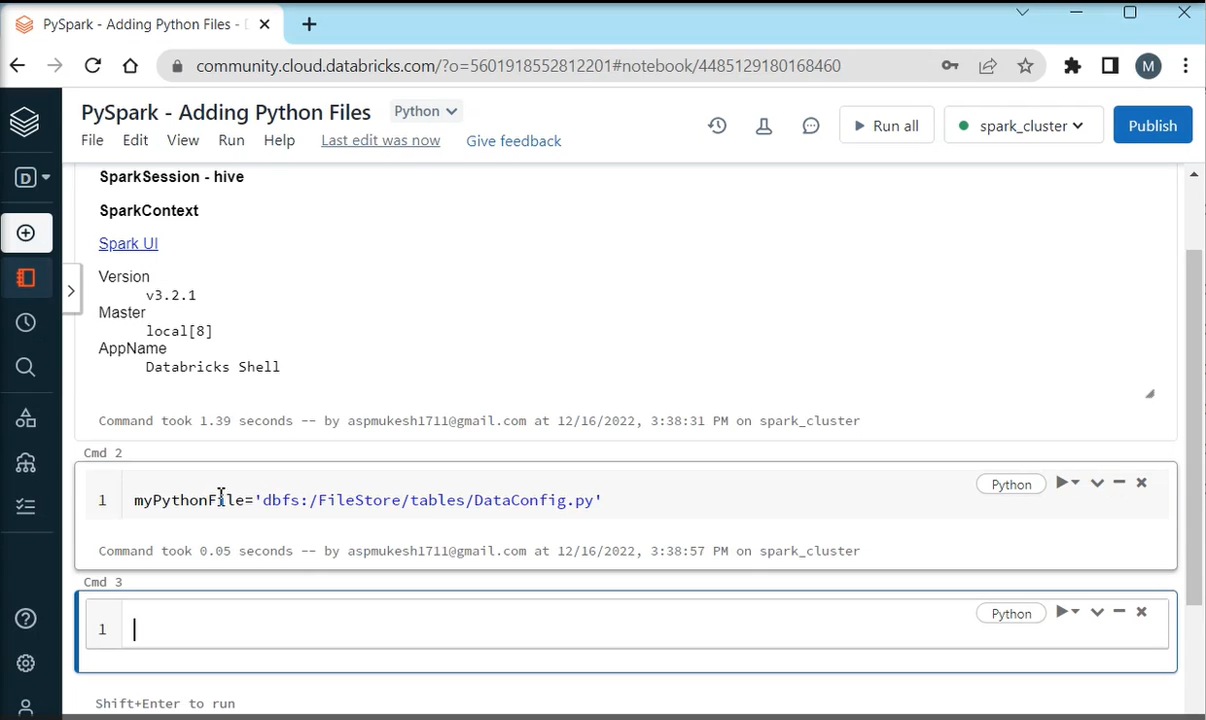 PySpark - Adding Python Files -
community.cloud.databricks.com/?o=5601918552812201#notebook/4485129180168460
M
PySpark - Adding Python Files
Python
File Edit View Run Help Last edit was now Give feedback
Run all
spark_cluster
Publish
D
SparkSession - hive
SparkContext
Spark UI
Version
v3.2.1
Master
local[8]
AppName
Databricks Shell
Command took 1.39 seconds -- by aspmukesh1711@gmail.com at 12/16/2022, 3:38:31 PM on spark_cluster
Cmd 2
Python
1 myPythonFile='dbfs:/FileStore/tables/DataConfig.py'
Command took 0.05 seconds -- by aspmukesh1711@gmail.com at 12/16/2022, 3:38:57 PM on spark_cluster
Cmd 3
Python
1
Shift+Enter to run